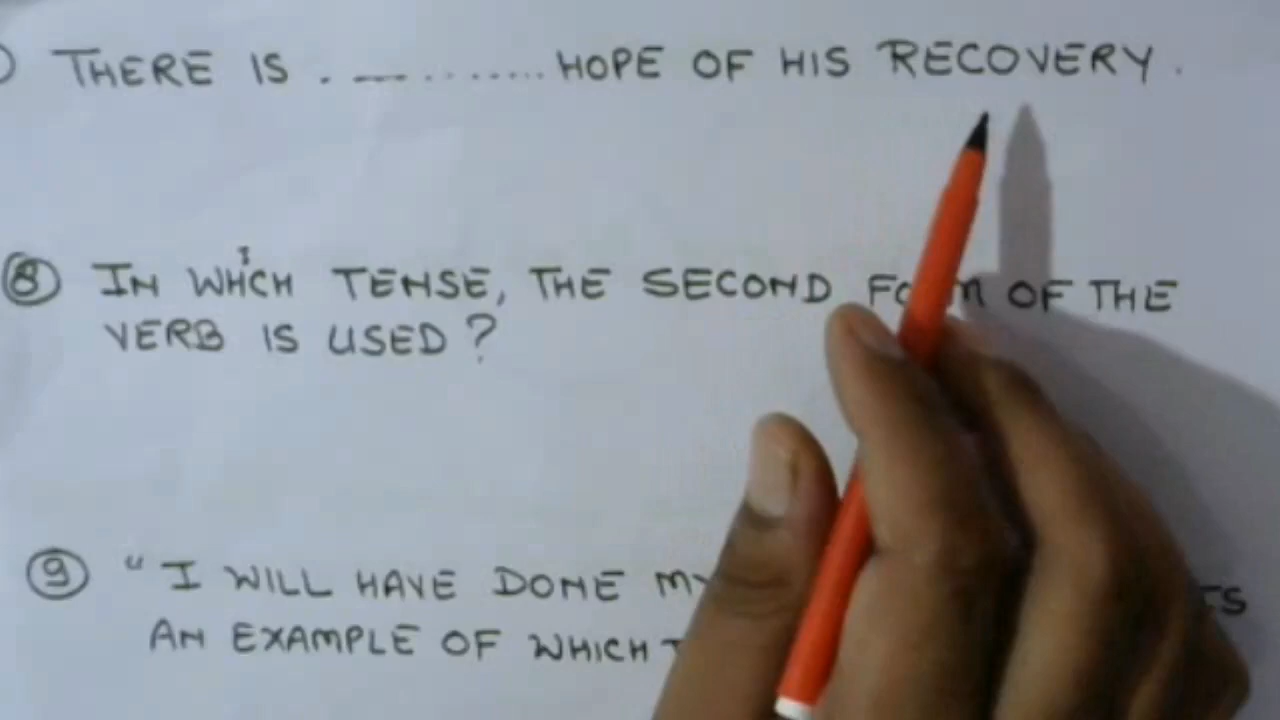 ) THERE IS . __ ........ HOPE OF HIS RECOVERY .
⑧ IN WHICH TENSE, THE SECOND OF THE
VERB IS USED ?
⑨ " I WILL HAVE DONE
AN EXAMPLE OF WHICH